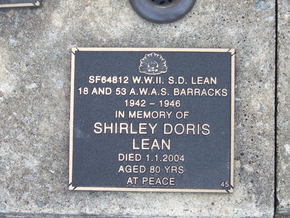 SF64812 W.W.II. S.D. LEAN
18 AND 53 A.W.A.S. BARRACKS
1942 - 1946
IN MEMORY OF
SHIRLEY DORIS
LEAN
DIED 1.1.2004
AGED 80 YRS
AT PEACE
45